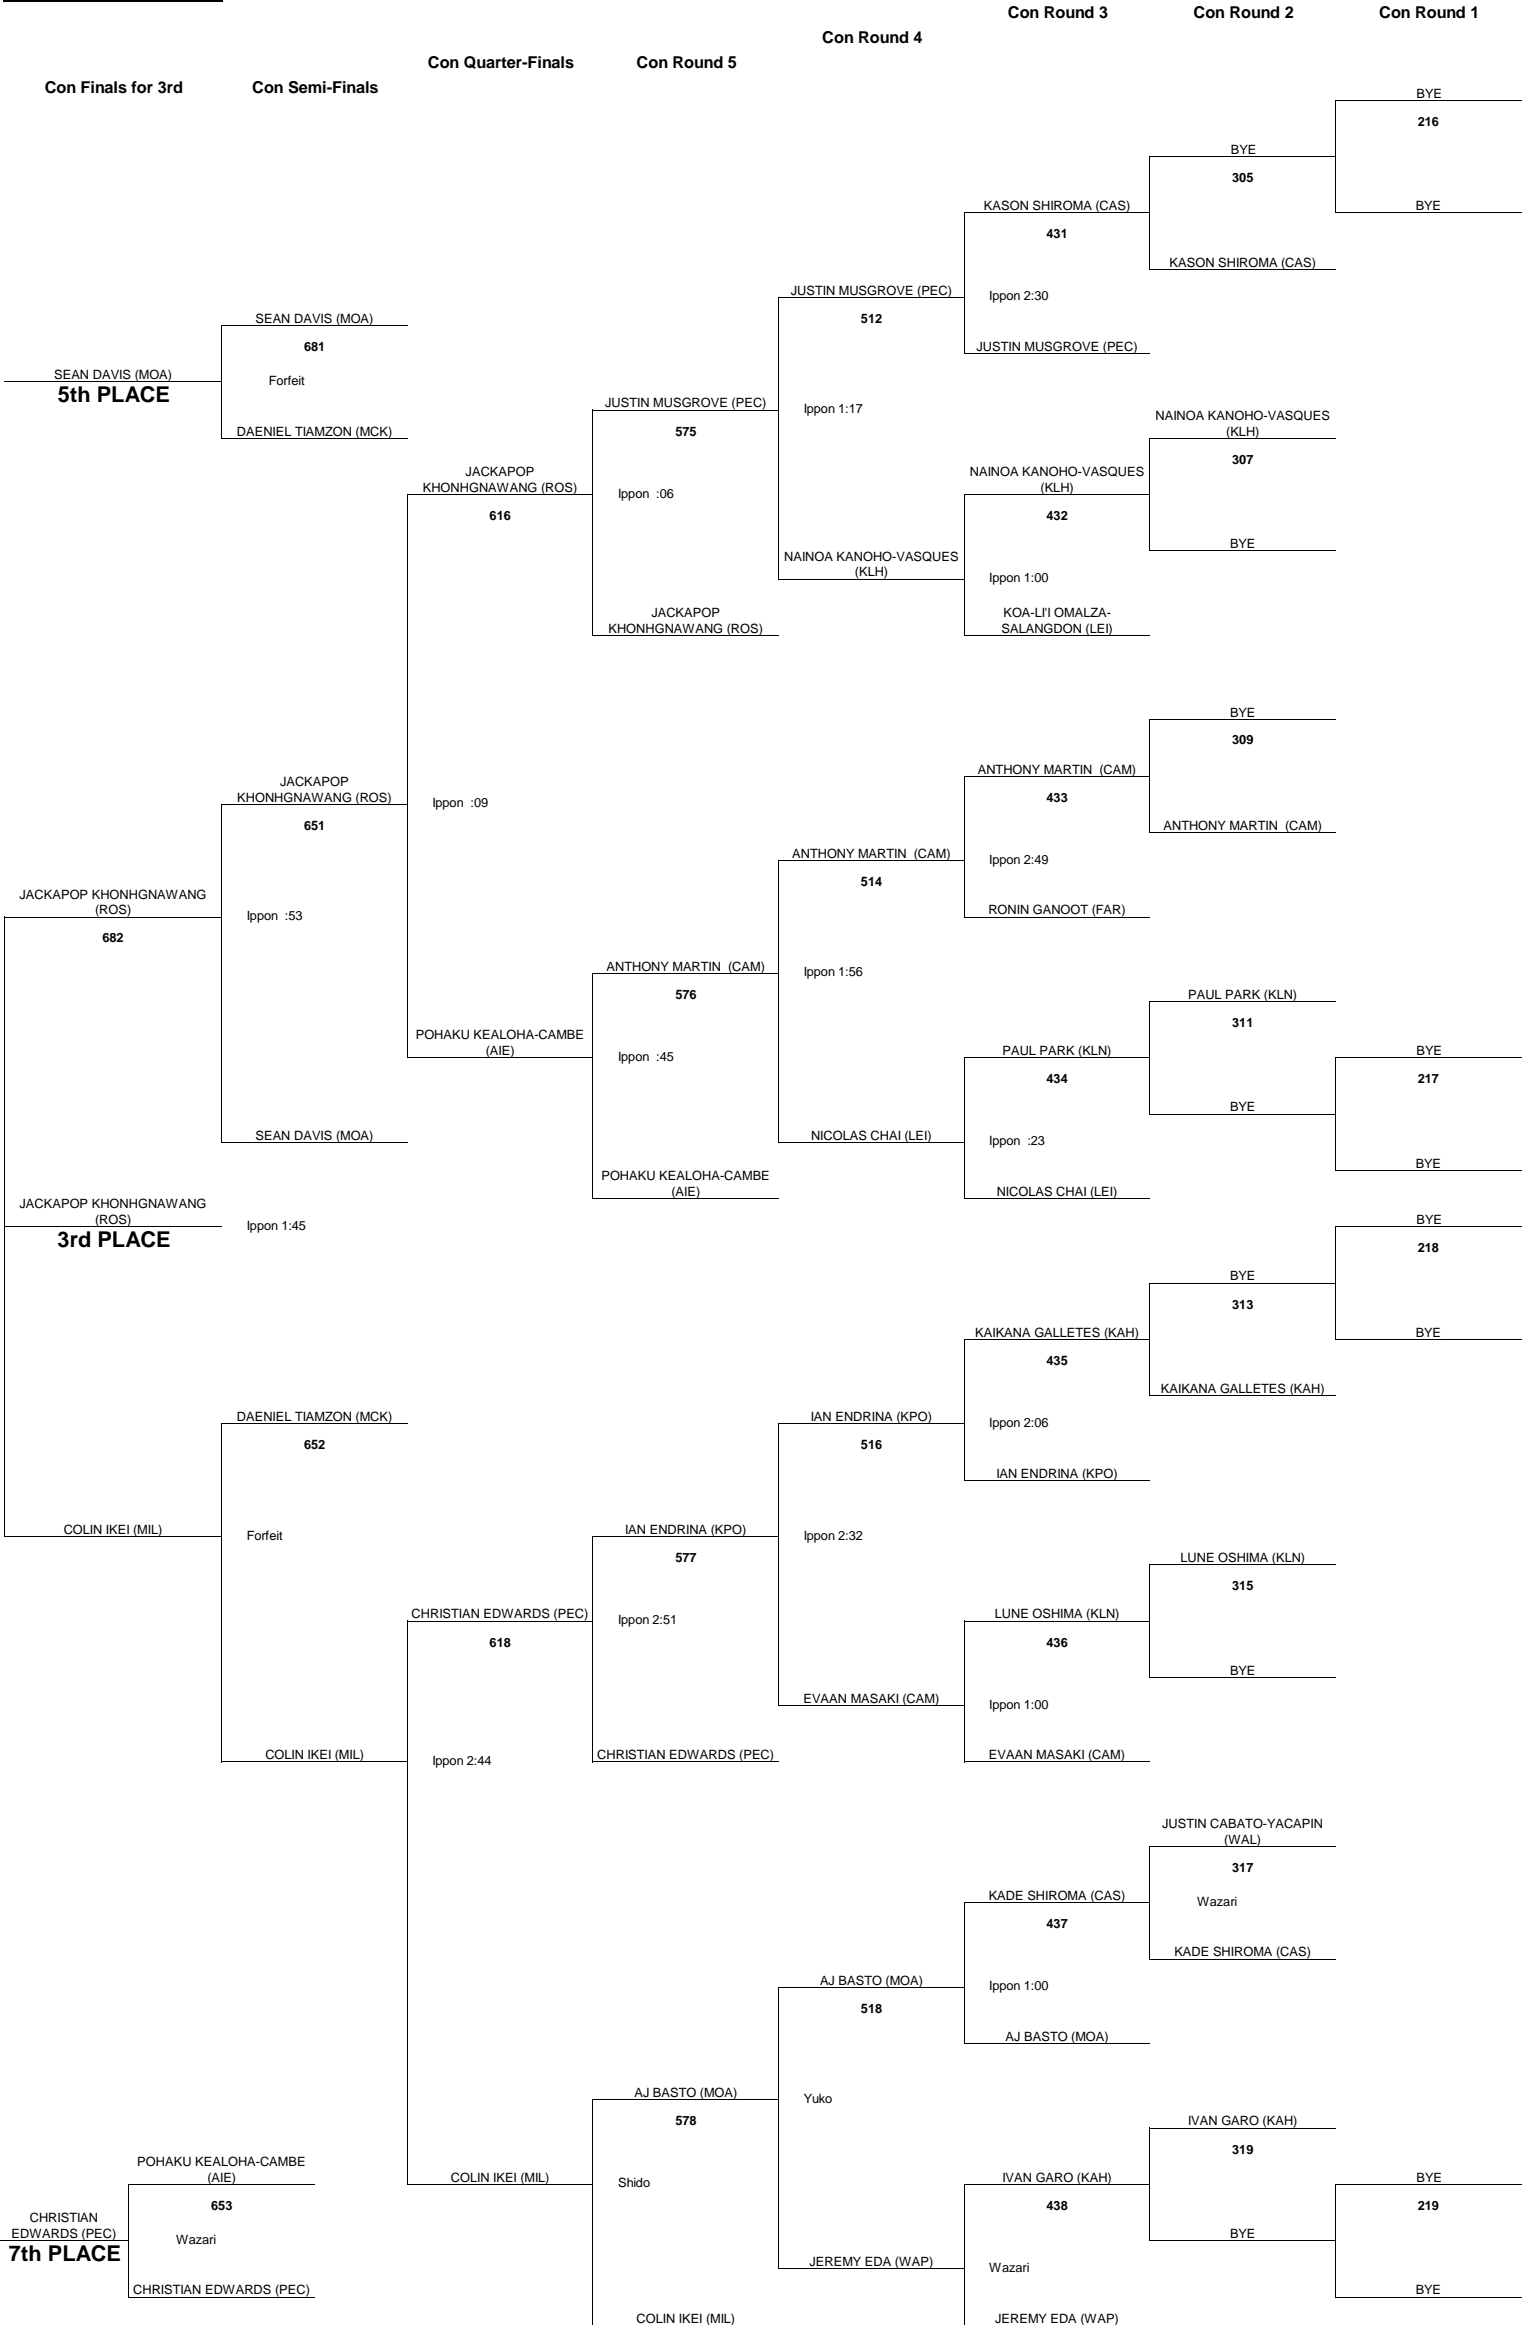 Con Round 3
Con Round 2
Con Round 1
Con Round 4
Con Quarter-Finals
Con Round 5
Con Finals for 3rd
Con Semi-Finals
BYE
216
BYE
305
KASON SHIROMA (CAS)
BYE
431
KASON SHIROMA (CAS)
JUSTIN MUSGROVE (PEC)
Ippon 2:30
SEAN DAVIS (MOA)
512
681
JUSTIN MUSGROVE (PEC)
SEAN DAVIS (MOA)
Forfeit
5th PLACE
JUSTIN MUSGROVE (PEC)
Ippon 1:17
NAINOA KANOHO-VASQUES
(KLH)
DAENIEL TIAMZON (MCK)
575
307
JACKAPOP
KHONHGNAWANG (ROS)
NAINOA KANOHO-VASQUES
(KLH)
Ippon :06
616
432
BYE
NAINOA KANOHO-VASQUES
(KLH)
Ippon 1:00
JACKAPOP
KHONHGNAWANG (ROS)
KOA-LI'I OMALZA-
SALANGDON (LEI)
BYE
309
ANTHONY MARTIN (CAM)
JACKAPOP
KHONHGNAWANG (ROS)
Ippon :09
433
651
ANTHONY MARTIN (CAM)
ANTHONY MARTIN (CAM)
Ippon 2:49
514
JACKAPOP KHONHGNAWANG
(ROS)
Ippon :53
RONIN GANOOT (FAR)
682
ANTHONY MARTIN (CAM)
Ippon 1:56
576
PAUL PARK (KLN)
311
POHAKU KEALOHA-CAMBE
(AIE)
Ippon :45
PAUL PARK (KLN)
BYE
434
217
BYE
SEAN DAVIS (MOA)
NICOLAS CHAI (LEI)
Ippon :23
BYE
POHAKU KEALOHA-CAMBE
(AIE)
NICOLAS CHAI (LEI)
JACKAPOP KHONHGNAWANG
(ROS)
Ippon 1:45
BYE
3rd PLACE
218
BYE
313
KAIKANA GALLETES (KAH)
BYE
435
KAIKANA GALLETES (KAH)
DAENIEL TIAMZON (MCK)
IAN ENDRINA (KPO)
Ippon 2:06
652
516
IAN ENDRINA (KPO)
COLIN IKEI (MIL)
Forfeit
IAN ENDRINA (KPO)
Ippon 2:32
577
LUNE OSHIMA (KLN)
315
CHRISTIAN EDWARDS (PEC)
Ippon 2:51
LUNE OSHIMA (KLN)
618
436
BYE
EVAAN MASAKI (CAM)
Ippon 1:00
COLIN IKEI (MIL)
Ippon 2:44
CHRISTIAN EDWARDS (PEC)
EVAAN MASAKI (CAM)
JUSTIN CABATO-YACAPIN
(WAL)
317
KADE SHIROMA (CAS)
Wazari
437
KADE SHIROMA (CAS)
AJ BASTO (MOA)
Ippon 1:00
518
AJ BASTO (MOA)
AJ BASTO (MOA)
Yuko
578
IVAN GARO (KAH)
319
POHAKU KEALOHA-CAMBE
(AIE)
COLIN IKEI (MIL)
Shido
IVAN GARO (KAH)
BYE
653
438
219
CHRISTIAN
EDWARDS (PEC)
Wazari
BYE
7th PLACE
JEREMY EDA (WAP)
Wazari
CHRISTIAN EDWARDS (PEC)
BYE
COLIN IKEI (MIL)
JEREMY EDA (WAP)